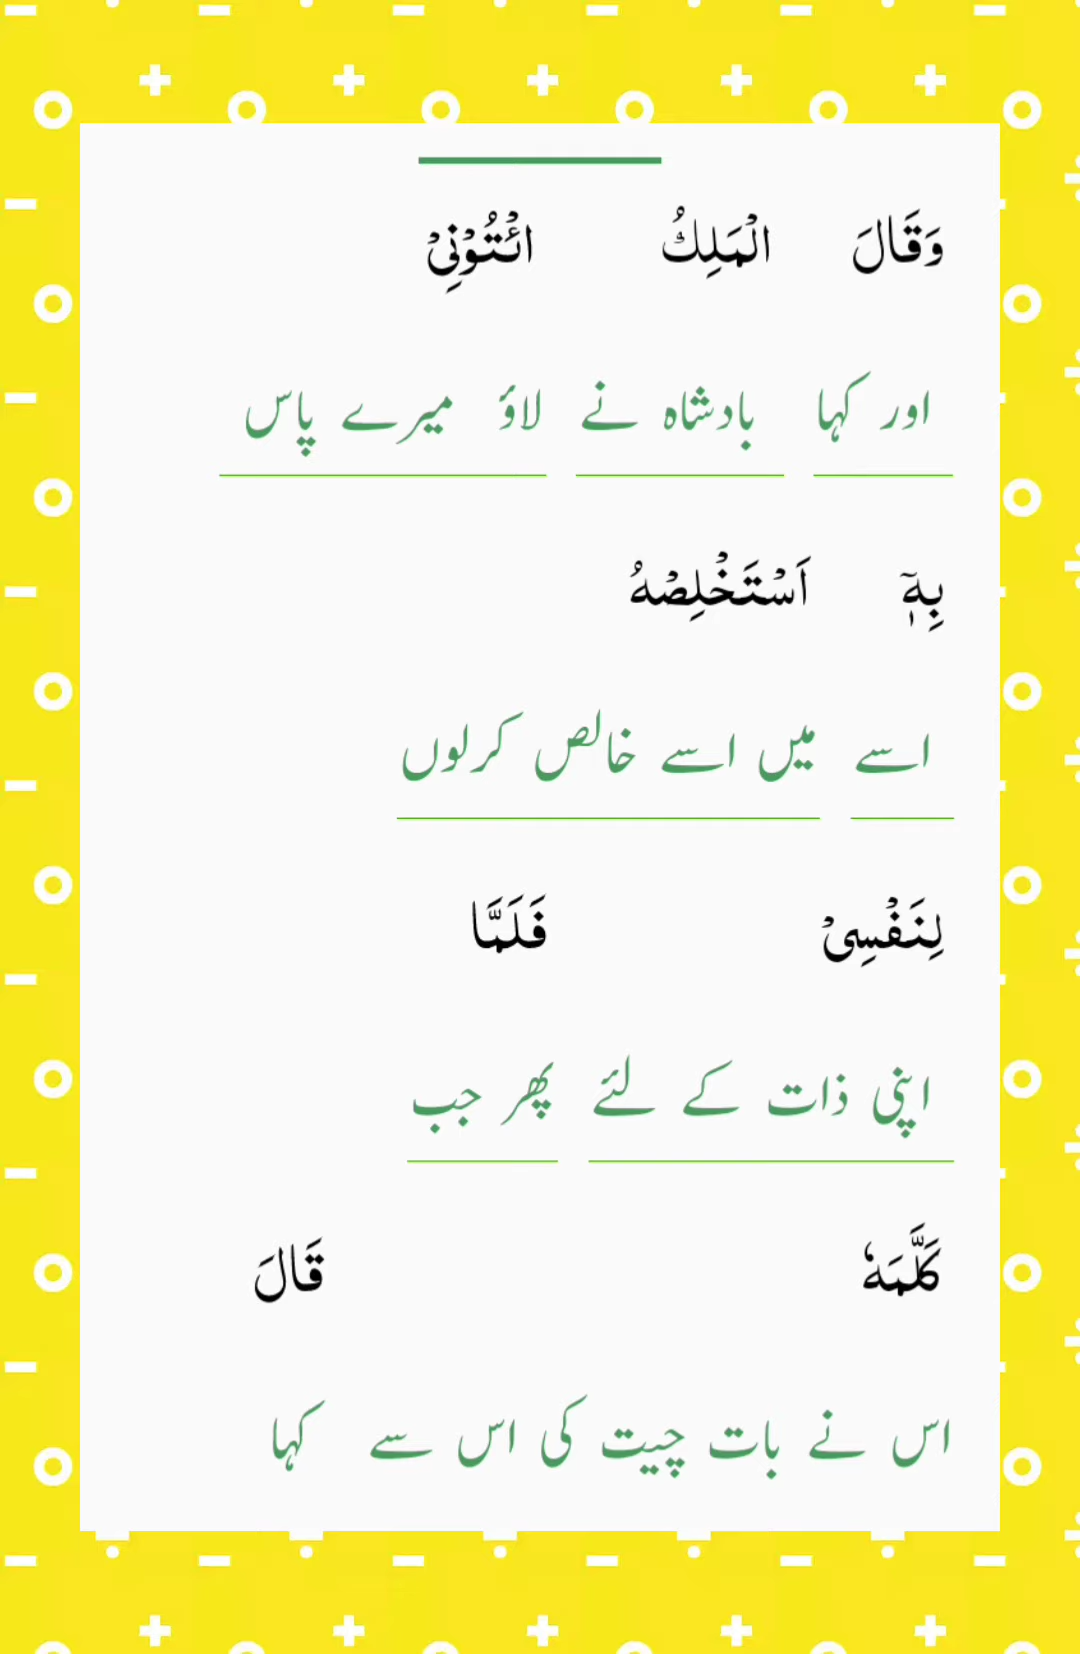 وَقَالَ الْمَلِكُ ائْتُوْنِیْ
اور کہا بادشاہ نے لاؤ میرے پاس
بِهٖۤ اَسْتَخْلِصْهُ
اسے میں اسے خالص کرلوں
لِنَفْسِیْ فَلَمَّا
اپنی ذات کے لئے پھر جب
كَلَّمَهٗ قَالَ
اس نے بات چیت کی اس سے کہا